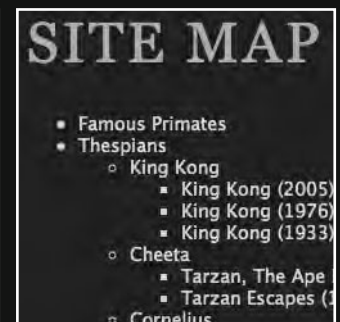 SITE MAP
Famous Primates
Thespians
King Kong
King Kong (2005)
King Kong (1976)
King Kong (1933)
Cheeta
Tarzan, The Ape
Tarzan Escapes (1
Cornelius